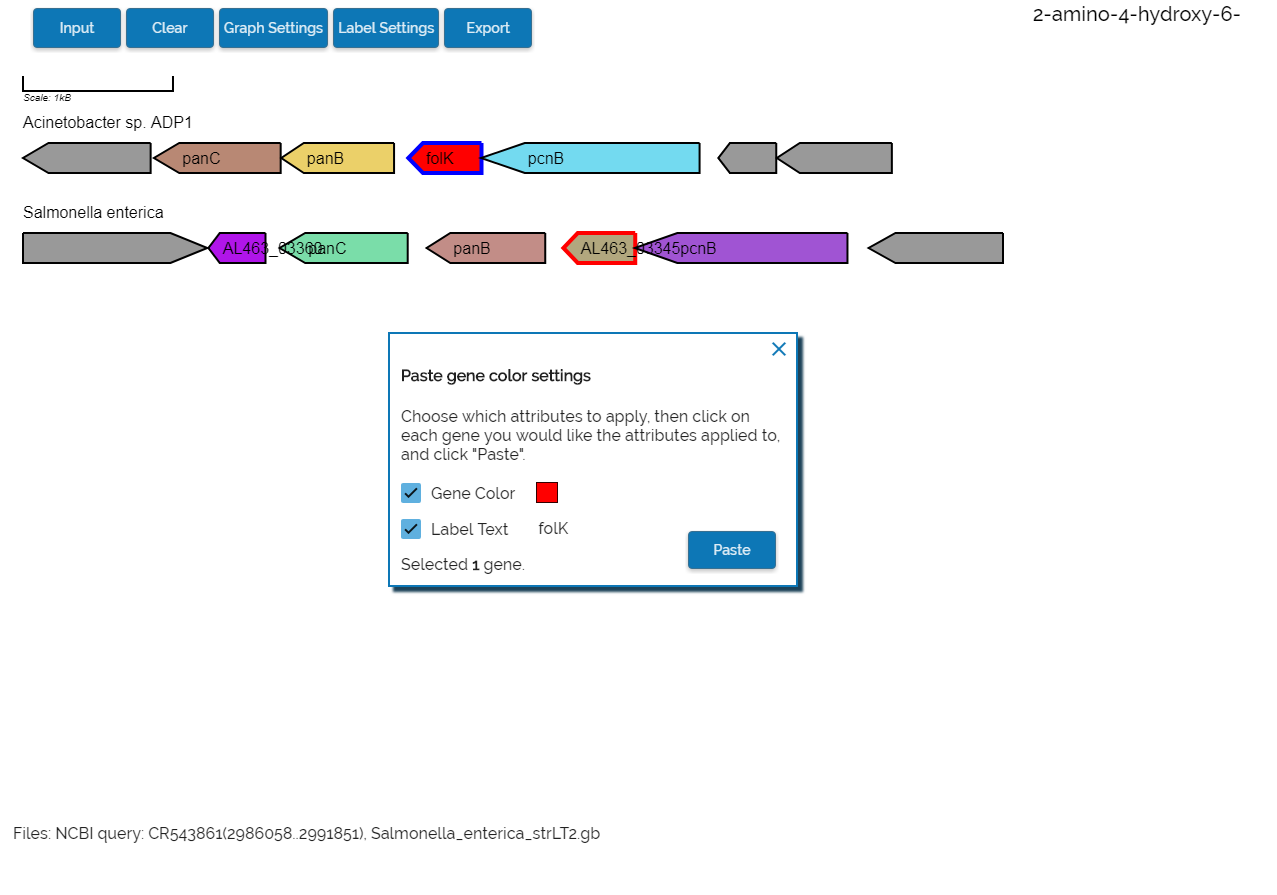 Input Clear Graph Settings Label Settings Export
2-amino-4-hydroxy-6-
Scale: 1kB
Acinetobacter sp. ADP1
panC panB folK pcnB
Salmonella enterica
AL463_03360 panC panB AL463_03345 pcnB
Paste gene color settings
Choose which attributes to apply, then click on
each gene you would like the attributes applied to,
and click "Paste".
Gene Color
Label Text folK
Paste
Selected 1 gene.
Files: NCBI query: CR543861(2986058..2991851), Salmonella_enterica_strLT2.gb